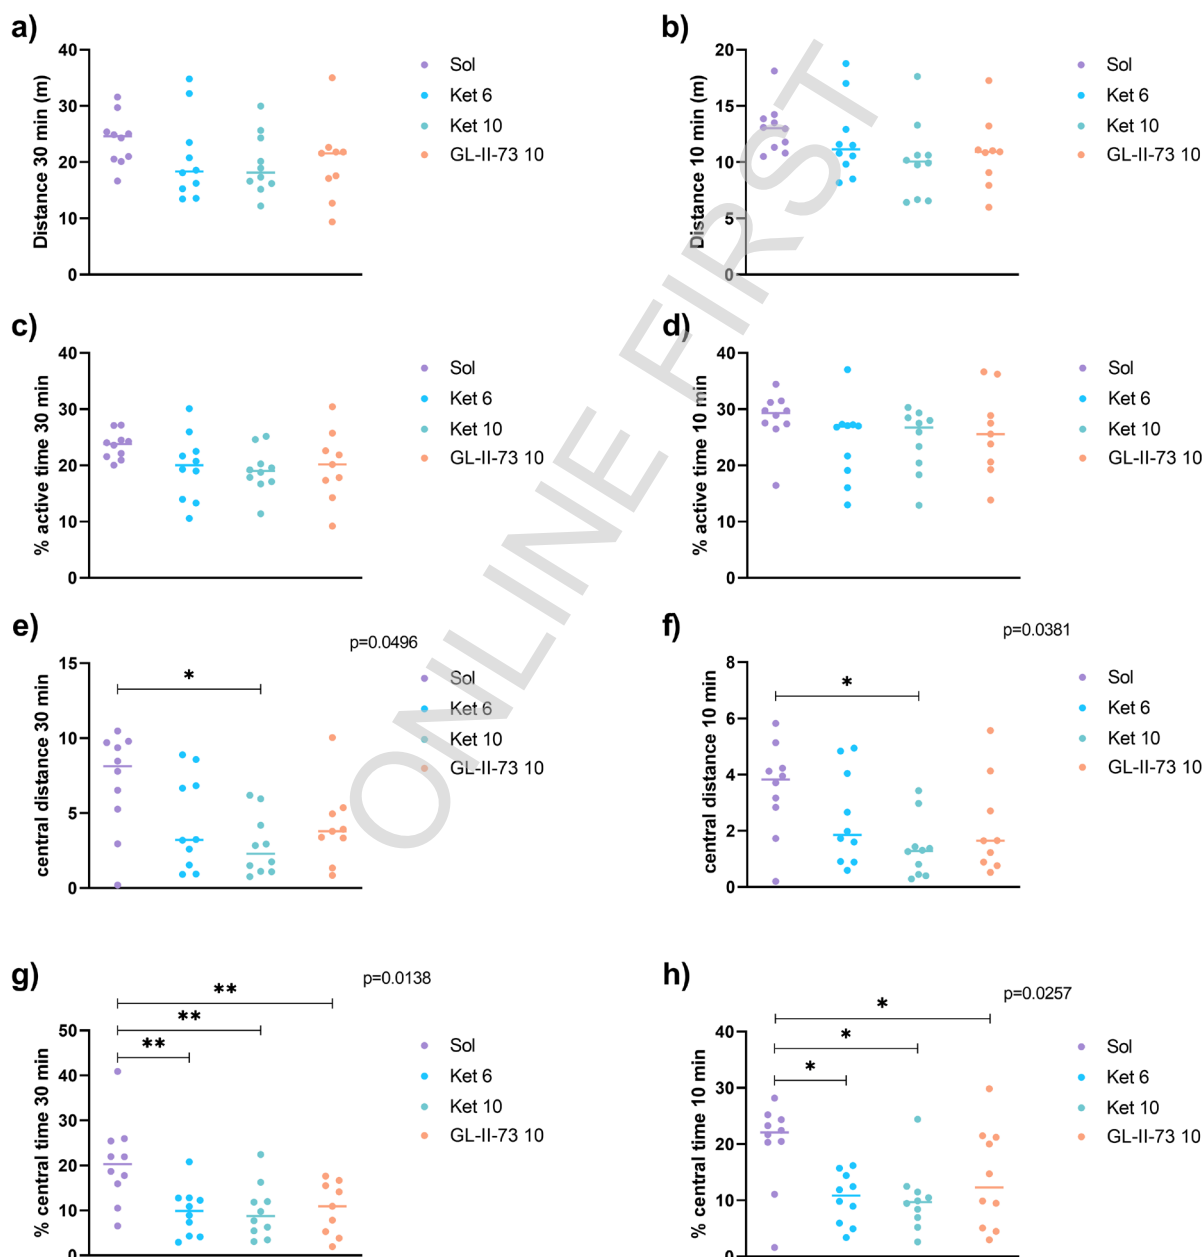 a)
Distance 30 min (m)
40
30
20
10
0
Sol
Ket 6
Ket 10
GL-II-73 10
b)
Distance 10 min (m)
20
15
10
5
0
Sol
Ket 6
Ket 10
GL-II-73 10
c)
% active time 30 min
40
30
20
10
0
Sol
Ket 6
Ket 10
GL-II-73 10
d)
% active time 10 min
40
30
20
10
0
Sol
Ket 6
Ket 10
GL-II-73 10
e)
p=0.0496
central distance 30 min
15
10
5
0
*
Sol
Ket 6
Ket 10
GL-II-73 10
f)
p=0.0381
central distance 10 min
8
6
4
2
0
*
Sol
Ket 6
Ket 10
GL-II-73 10
g)
p=0.0138
% central time 30 min
50
40
30
20
10
0
**
**
**
Sol
Ket 6
Ket 10
GL-II-73 10
h)
p=0.0257
% central time 10 min
40
30
20
10
0
*
*
*
Sol
Ket 6
Ket 10
GL-II-73 10
ONLINE FIRST